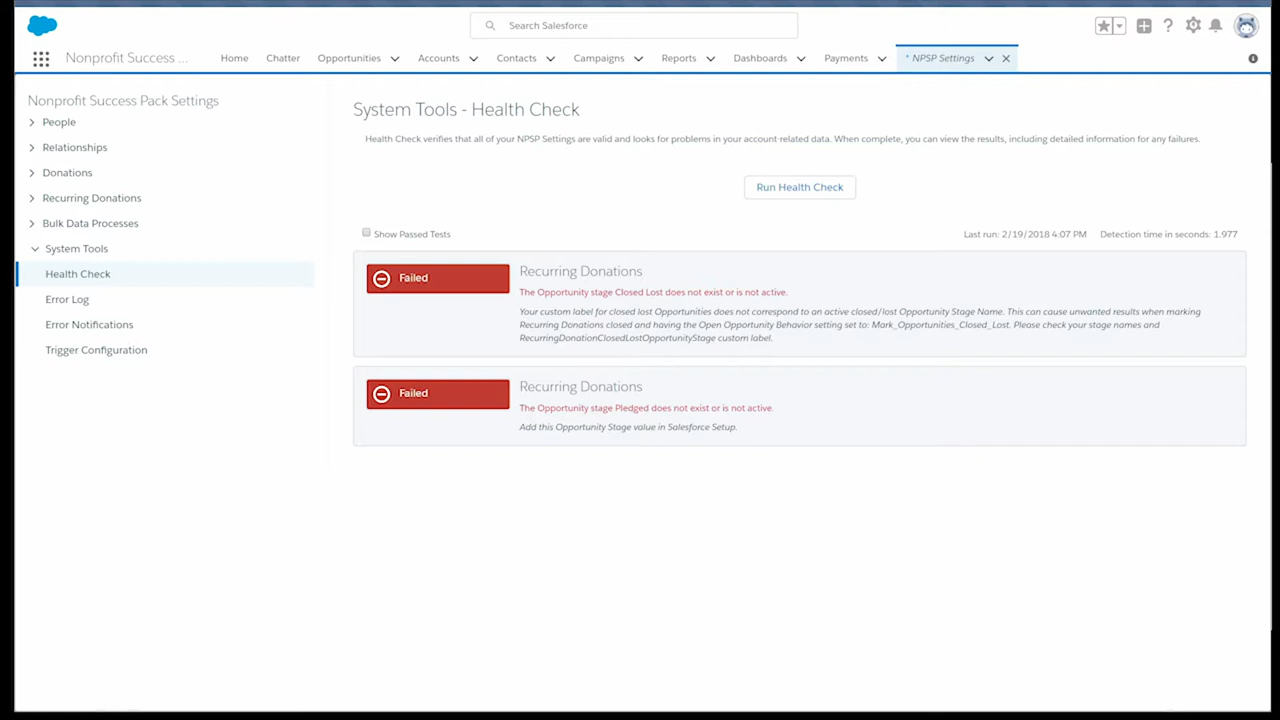 Search Salesforce
Nonprofit Success ...
Home
Chatter
Opportunities
Accounts
Contacts
Campaigns
Reports
Dashboards
Payments
* NPSP Settings
Nonprofit Success Pack Settings
People
Relationships
Donations
Recurring Donations
Bulk Data Processes
System Tools
Health Check
Error Log
Error Notifications
Trigger Configuration
System Tools - Health Check
Health Check verifies that all of your NPSP Settings are valid and looks for problems in your account-related data. When complete, you can view the results, including detailed information for any failures.
Run Health Check
Show Passed Tests
Last run: 2/19/2018 4:07 PM
Detection time in seconds: 1.977
Failed
Recurring Donations
The Opportunity stage Closed Lost does not exist or is not active.
Your custom label for closed lost Opportunities does not correspond to an active closed/lost Opportunity Stage Name. This can cause unwanted results when marking
Recurring Donations closed and having the Open Opportunity Behavior setting set to: Mark_Opportunities_Closed_Lost. Please check your stage names and
RecurringDonationClosedLostOpportunityStage custom label.
Failed
Recurring Donations
The Opportunity stage Pledged does not exist or is not active.
Add this Opportunity Stage value in Salesforce Setup.